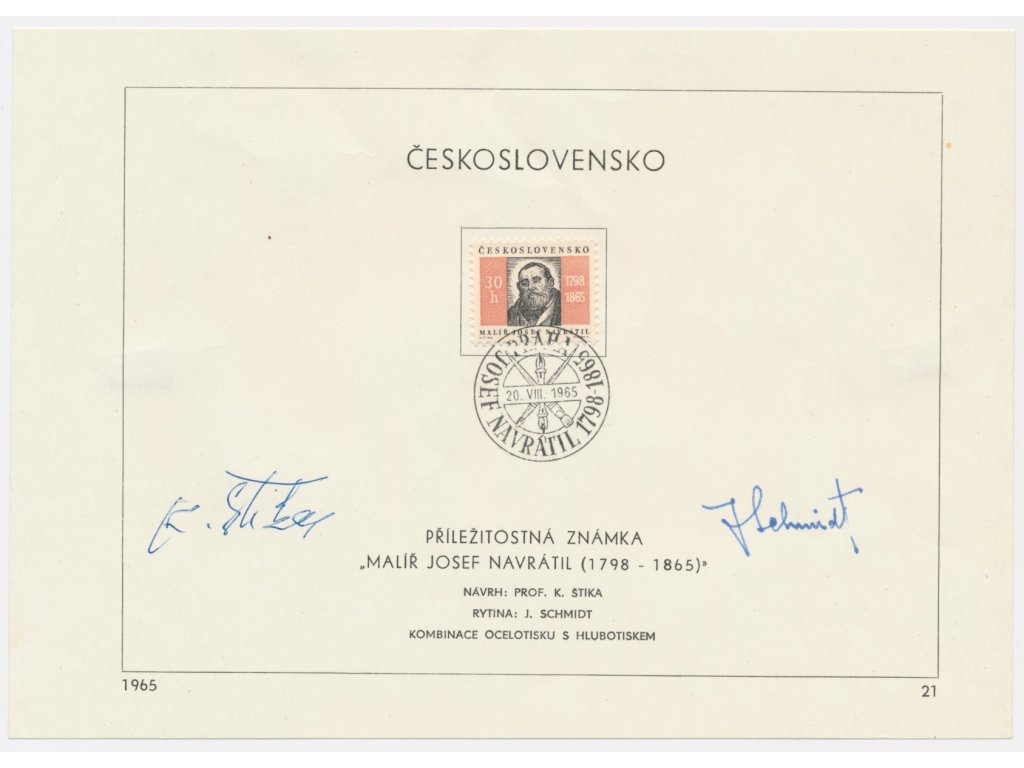 ČESKOSLOVENSKO
ČESKOSLOVENSKO
30 h
1798
1865
MALÍŘ JOSEF NAVRÁTIL
PRAHA
20. VIII. 1965
JOSEF NAVRÁTIL 1798-1865
K. Štika
J Schmidt
PŘÍLEŽITOSTNÁ ZNÁMKA
„MALÍŘ JOSEF NAVRÁTIL (1798 - 1865)"
NÁVRH: PROF. K. ŠTIKA
RYTINA: J. SCHMIDT
KOMBINACE OCELOTISKU S HLUBOTISKEM
1965
21